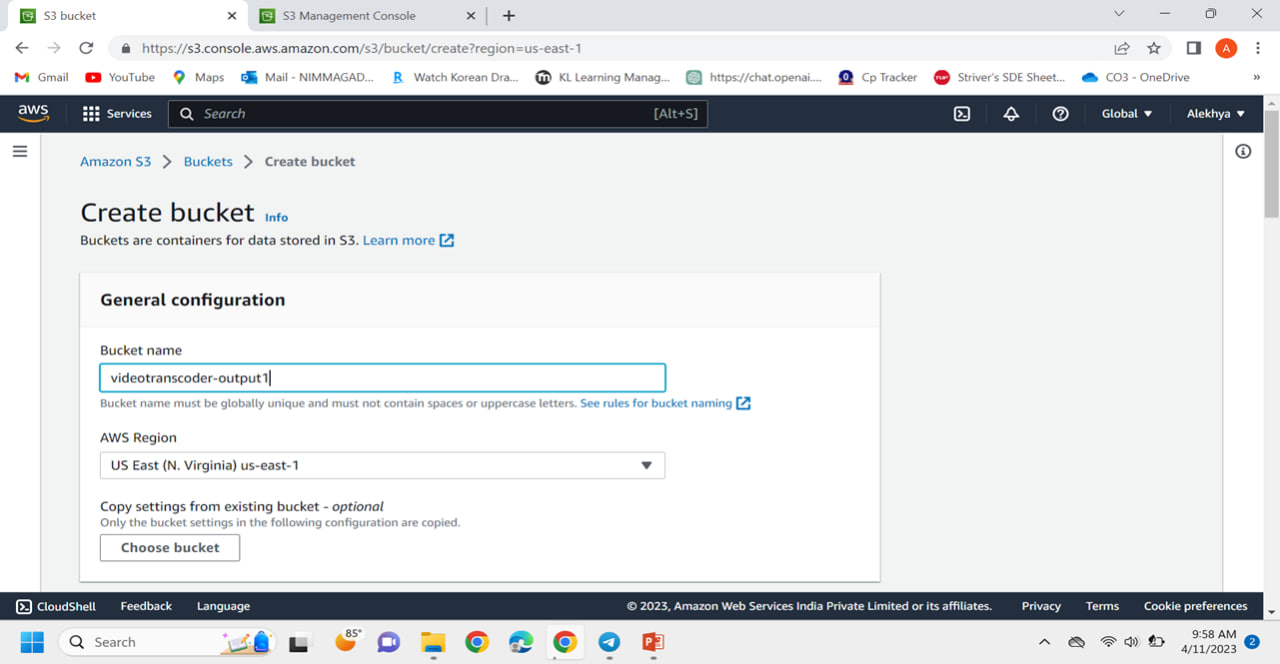 S3 bucket
S3 Management Console
https://s3.console.aws.amazon.com/s3/bucket/create?region=us-east-1
A
Gmail
YouTube
Maps
Mail - NIMMAGAD...
Watch Korean Dra...
KL Learning Manag...
https://chat.openai....
Cp Tracker
Striver's SDE Sheet...
CO3 - OneDrive
»
aws
Services
Search
[Alt+S]
Global
Alekhya
Amazon S3 > Buckets > Create bucket
Create bucket Info
Buckets are containers for data stored in S3. Learn more
General configuration
Bucket name
videotranscoder-output1
Bucket name must be globally unique and must not contain spaces or uppercase letters. See rules for bucket naming
AWS Region
US East (N. Virginia) us-east-1
Copy settings from existing bucket - optional
Only the bucket settings in the following configuration are copied.
Choose bucket
CloudShell
Feedback
Language
© 2023, Amazon Web Services India Private Limited or its affiliates.
Privacy
Terms
Cookie preferences
Search
85°
9:58 AM
4/11/2023
2